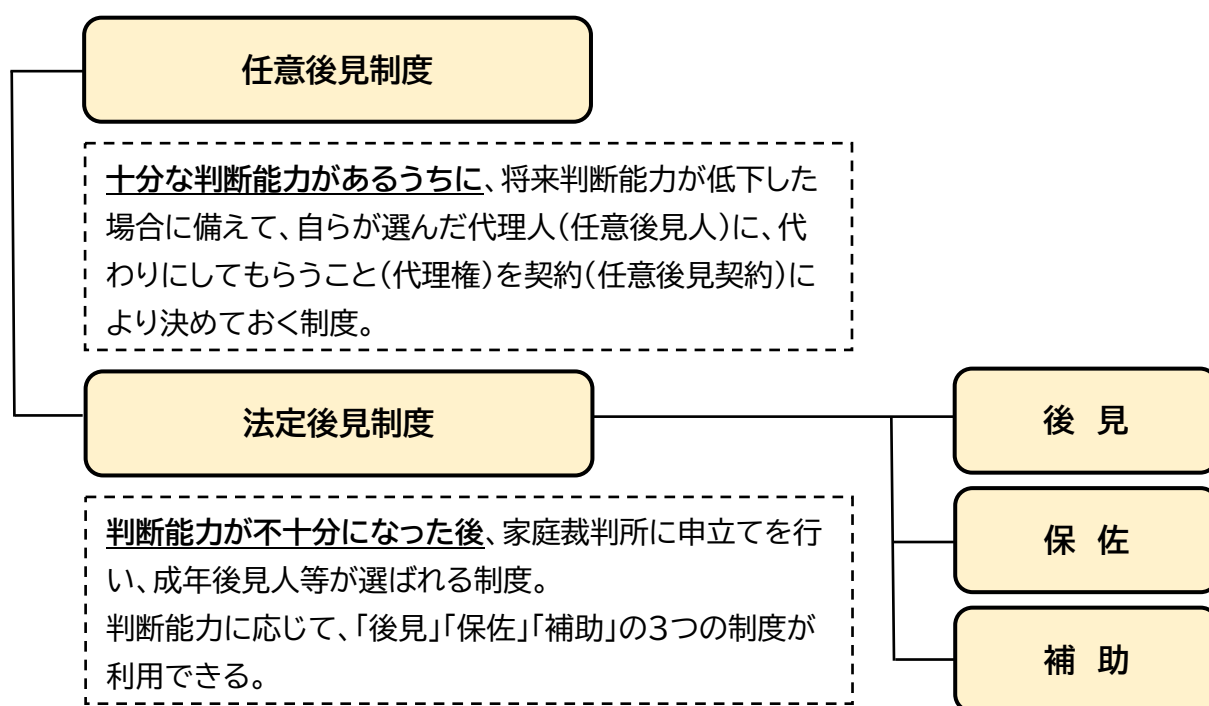 任意後見制度
十分な判断能力があるうちに、将来判断能力が低下した
場合に備えて、自らが選んだ代理人(任意後見人)に、代
わりにしてもらうこと(代理権)を契約(任意後見契約)に
より決めておく制度。
法定後見制度
後 見
保 佐
補 助
判断能力が不十分になった後、家庭裁判所に申立てを行
い、成年後見人等が選ばれる制度。
判断能力に応じて、「後見」「保佐」「補助」の3つの制度が
利用できる。